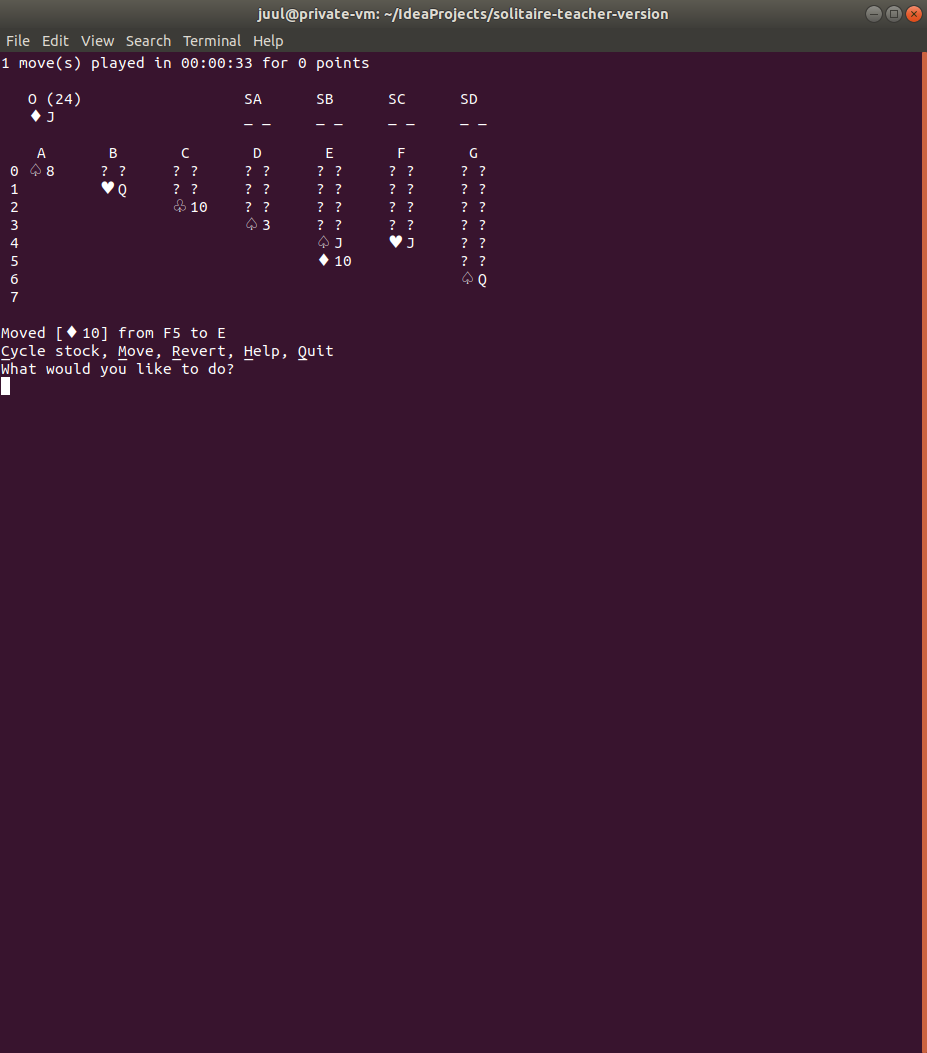 juul@private-vm: ~/IdeaProjects/solitaire-teacher-version
File Edit View Search Terminal Help
1 move(s) played in 00:00:33 for 0 points
O (24) SA SB SC SD
♦J _ _ _ _ _ _ _ _
A B C D E F G
0 ♤8 ? ? ? ? ? ? ? ? ? ? ? ?
1 ♥Q ? ? ? ? ? ? ? ? ? ?
2 ♧10 ? ? ? ? ? ? ? ?
3 ♤3 ? ? ? ? ? ?
4 ♤J ♥J ? ?
5 ♦10 ? ?
6 ♤Q
7
Moved [♦10] from F5 to E
Cycle stock, Move, Revert, Help, Quit
What would you like to do?